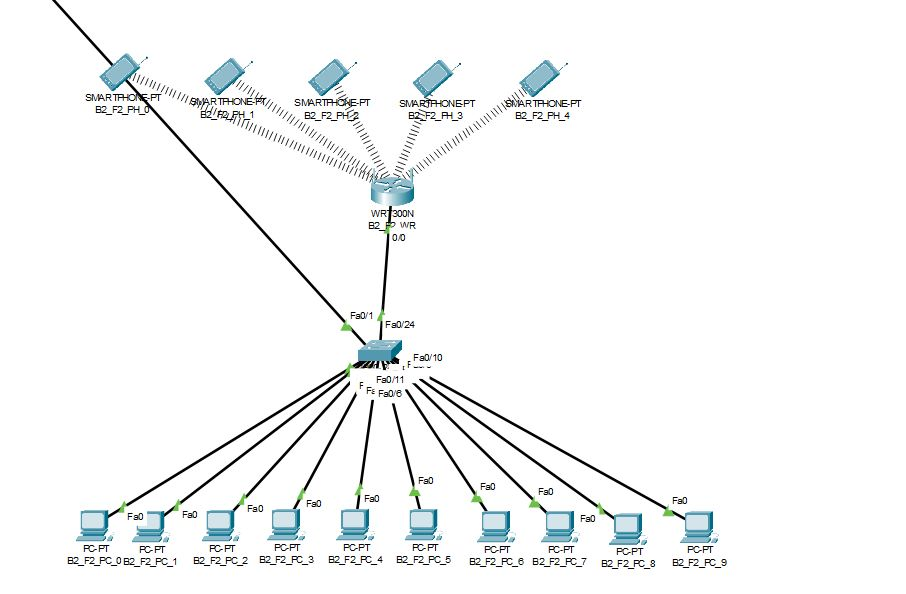 SMARTPHONE-PT
B2_F2_PH_0
SMARTPHONE-PT
B2_F2_PH_1
SMARTPHONE-PT
B2_F2_PH_2
SMARTPHONE-PT
B2_F2_PH_3
SMARTPHONE-PT
B2_F2_PH_4
WRT300N
B2_F2_WR
0/0
Fa0/1
Fa0/24
Fa0/10
Fa0/11
Fa0/6
Fa0
Fa0
Fa0
Fa0
Fa0
Fa0
Fa0
Fa0
Fa0
Fa0
PC-PT
B2_F2_PC_0
PC-PT
B2_F2_PC_1
PC-PT
B2_F2_PC_2
PC-PT
B2_F2_PC_3
PC-PT
B2_F2_PC_4
PC-PT
B2_F2_PC_5
PC-PT
B2_F2_PC_6
PC-PT
B2_F2_PC_7
PC-PT
B2_F2_PC_8
PC-PT
B2_F2_PC_9